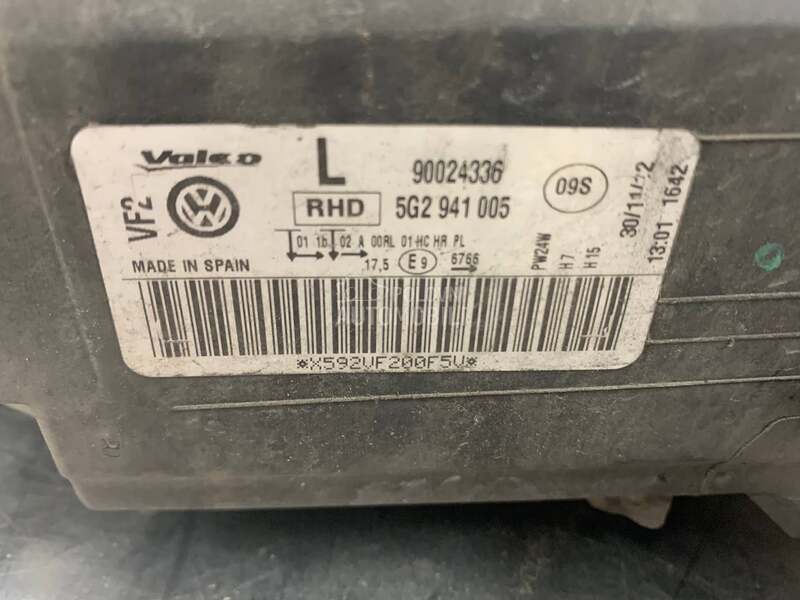 Valeo
L
90024336
09S
VF2
RHD
5G2 941 005
30/11/12
13:01 1642
01 1b 02 A 00RL 01-HC HR PL
MADE IN SPAIN
17,5
E9
6766
PW24W
H7
H15
*X592VF200F5V*
R